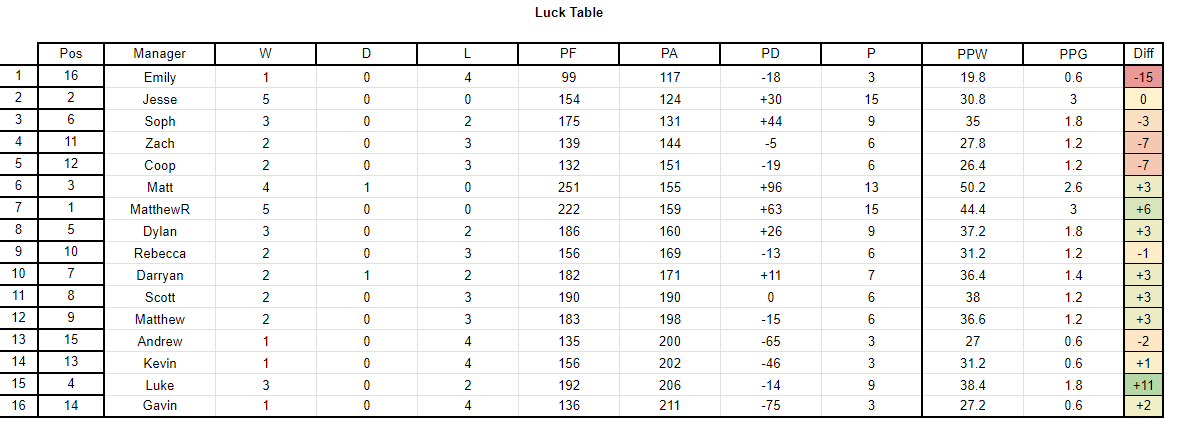 Luck Table
Pos Manager W D L PF PA PD P PPW PPG Diff
1 16 Emily 1 0 4 99 117 -18 3 19.8 0.6 -15
2 2 Jesse 5 0 0 154 124 +30 15 30.8 3 0
3 6 Soph 3 0 2 175 131 +44 9 35 1.8 -3
4 11 Zach 2 0 3 139 144 -5 6 27.8 1.2 -7
5 12 Coop 2 0 3 132 151 -19 6 26.4 1.2 -7
6 3 Matt 4 1 0 251 155 +96 13 50.2 2.6 +3
7 1 MatthewR 5 0 0 222 159 +63 15 44.4 3 +6
8 5 Dylan 3 0 2 186 160 +26 9 37.2 1.8 +3
9 10 Rebecca 2 0 3 156 169 -13 6 31.2 1.2 -1
10 7 Darryan 2 1 2 182 171 +11 7 36.4 1.4 +3
11 8 Scott 2 0 3 190 190 0 6 38 1.2 +3
12 9 Matthew 2 0 3 183 198 -15 6 36.6 1.2 +3
13 15 Andrew 1 0 4 135 200 -65 3 27 0.6 -2
14 13 Kevin 1 0 4 156 202 -46 3 31.2 0.6 +1
15 4 Luke 3 0 2 192 206 -14 9 38.4 1.8 +11
16 14 Gavin 1 0 4 136 211 -75 3 27.2 0.6 +2